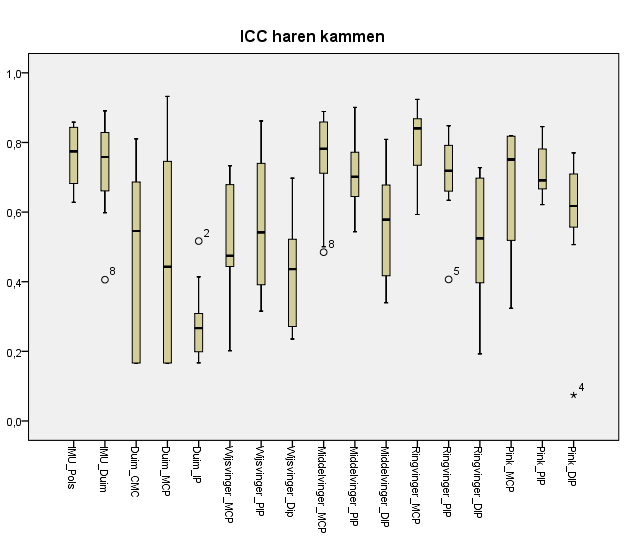 ICC haren kammen
1,0
0,8
0,6
0,4
0,2
0,0
8
2
8
5
4
IMU_Pols
IMU_Duim
Duim_CMC
Duim_MCP
Duim_IP
Wijsvinger_MCP
Wijsvinger_PIP
Wijsvinger_Dip
Middelvinger_MCP
Middelvinger_PIP
Middelvinger_DIP
Ringvinger_MCP
Ringvinger_PIP
Ringvinger_DIP
Pink_MCP
Pink_PIP
Pink_DIP